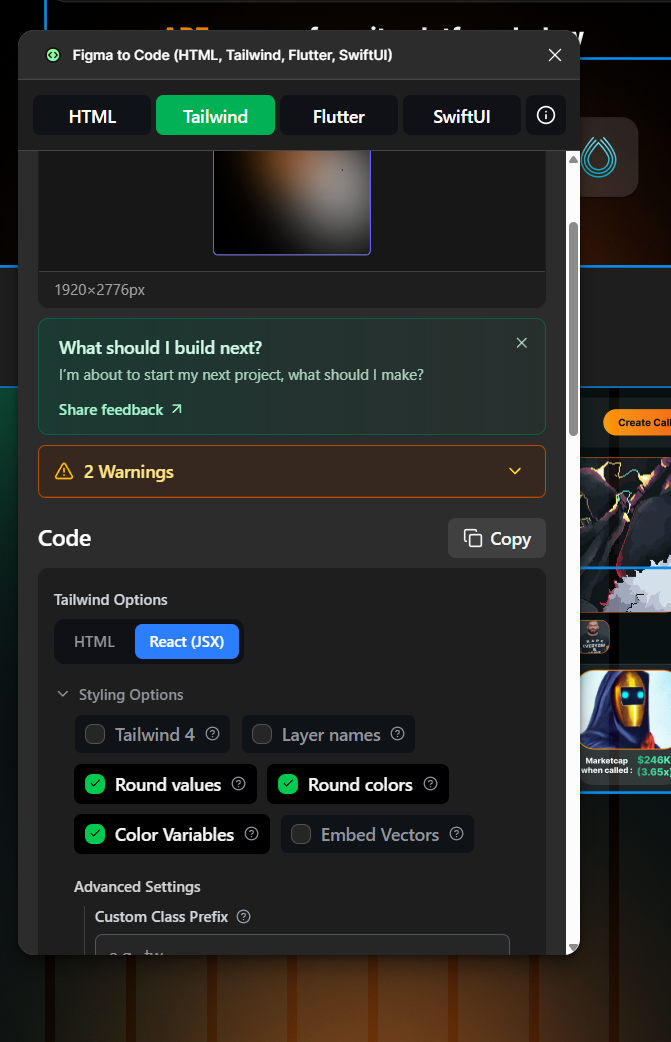 Figma to Code (HTML, Tailwind, Flutter, SwiftUI)
HTML
Tailwind
Flutter
SwiftUI
1920×2776px
What should I build next?
I'm about to start my next project, what should I make?
Share feedback
2 Warnings
Code
Copy
Tailwind Options
HTML
React (JSX)
Styling Options
Tailwind 4
Layer names
Round values
Round colors
Color Variables
Embed Vectors
Advanced Settings
Custom Class Prefix
Create Call
Marketcap
when called :
$246K
(3.65x)